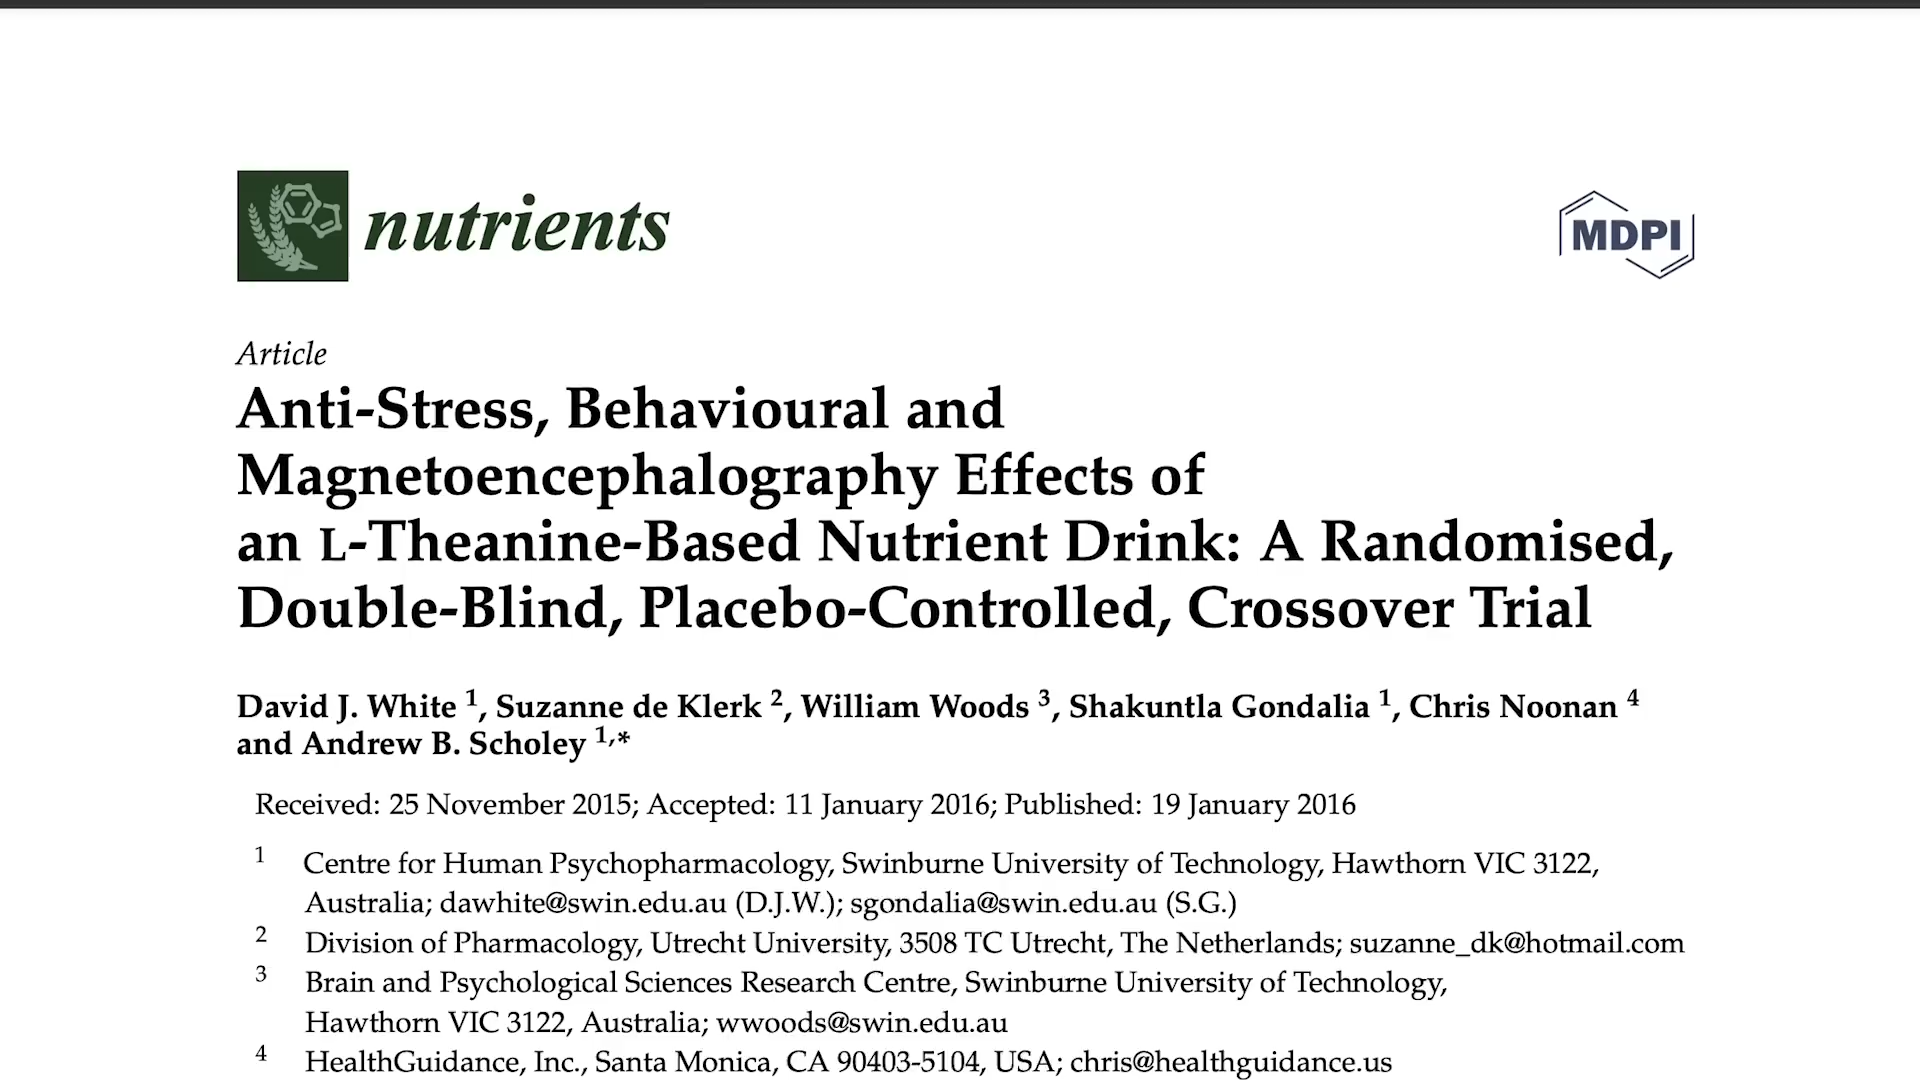 nutrients
MDPI
Article
Anti-Stress, Behavioural and
Magnetoencephalography Effects of
an L-Theanine-Based Nutrient Drink: A Randomised,
Double-Blind, Placebo-Controlled, Crossover Trial
David J. White 1, Suzanne de Klerk 2, William Woods 3, Shakuntla Gondalia 1, Chris Noonan 4
and Andrew B. Scholey 1,*
Received: 25 November 2015; Accepted: 11 January 2016; Published: 19 January 2016
1 Centre for Human Psychopharmacology, Swinburne University of Technology, Hawthorn VIC 3122,
Australia; dawhite@swin.edu.au (D.J.W.); sgondalia@swin.edu.au (S.G.)
2 Division of Pharmacology, Utrecht University, 3508 TC Utrecht, The Netherlands; suzanne_dk@hotmail.com
3 Brain and Psychological Sciences Research Centre, Swinburne University of Technology,
Hawthorn VIC 3122, Australia; wwoods@swin.edu.au
4 HealthGuidance, Inc., Santa Monica, CA 90403-5104, USA; chris@healthguidance.us